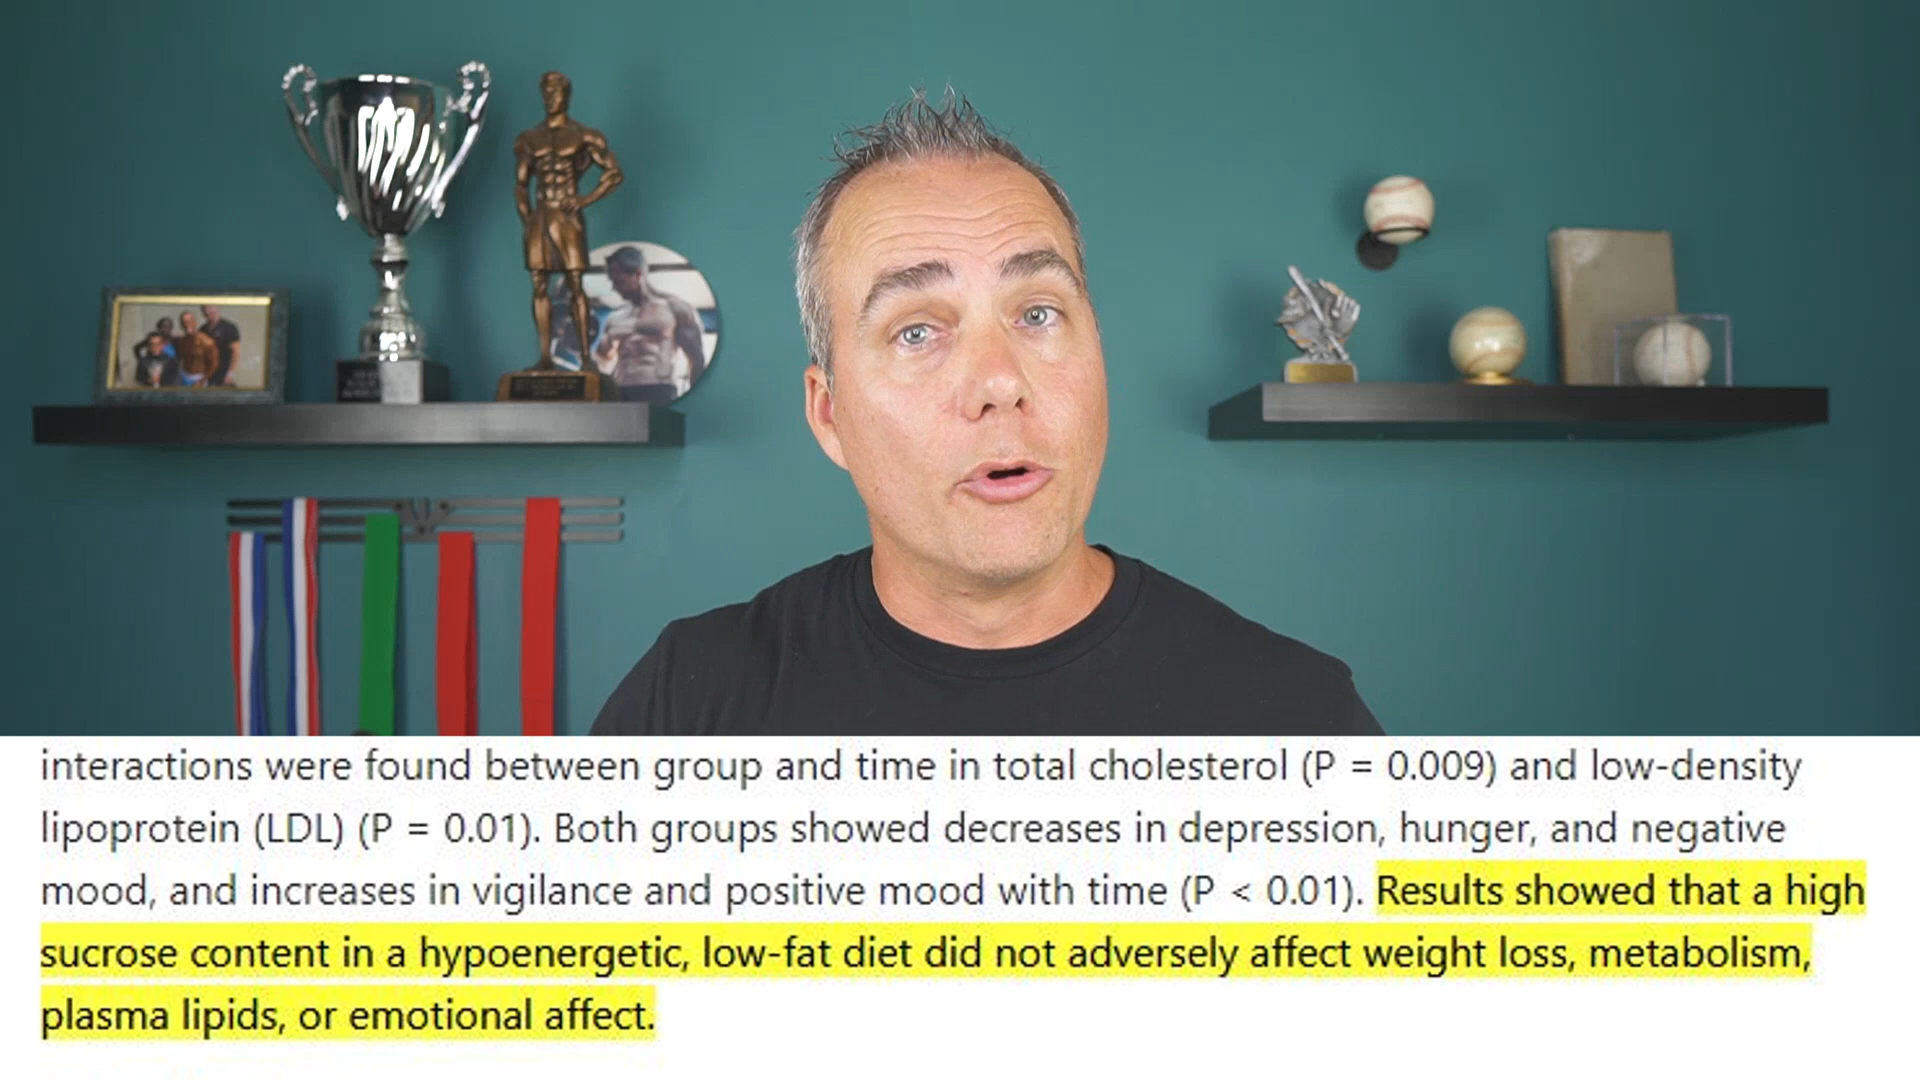 interactions were found between group and time in total cholesterol (P = 0.009) and low-density
lipoprotein (LDL) (P = 0.01). Both groups showed decreases in depression, hunger, and negative
mood, and increases in vigilance and positive mood with time (P < 0.01). Results showed that a high
sucrose content in a hypoenergetic, low-fat diet did not adversely affect weight loss, metabolism,
plasma lipids, or emotional affect.